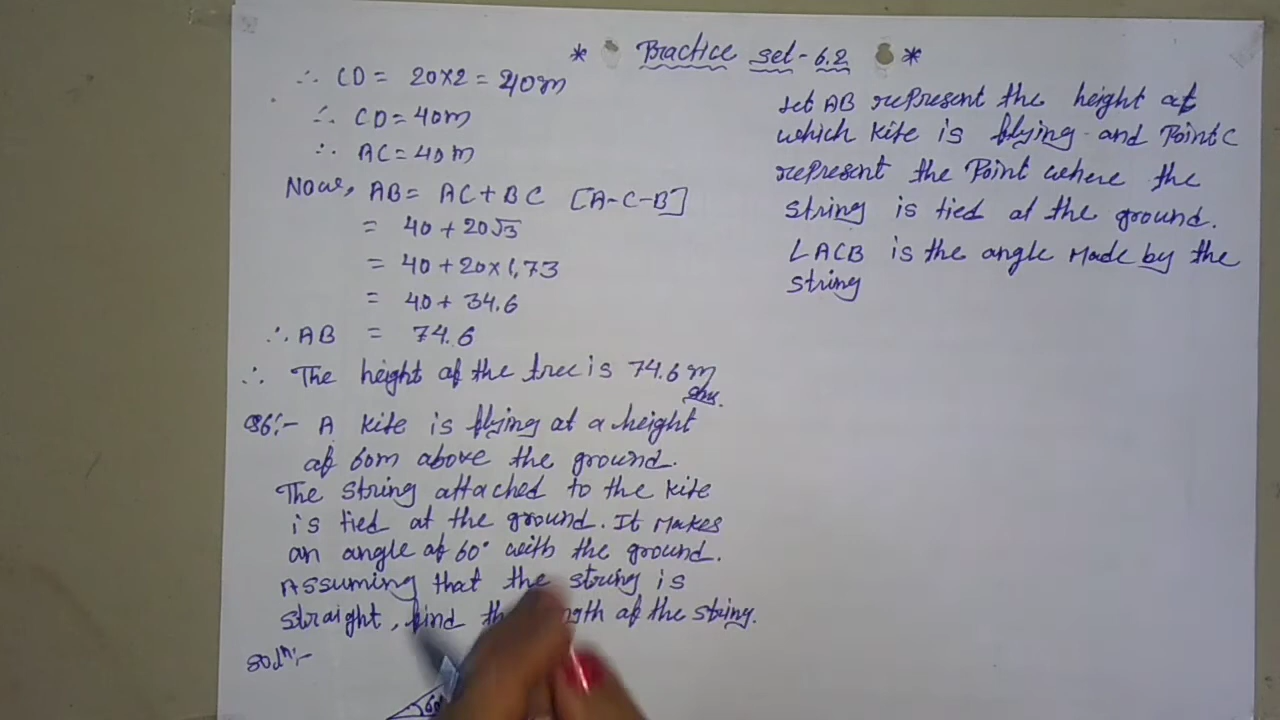 * Practice set-6.2 *
∴ CD = 20×2 = 40m
∴ CD = 40m
∴ AC = 40m
Now, AB = AC + BC [A-C-B]
= 40 + 20√3
= 40 + 20×1.73
= 40 + 34.6
∴ AB = 74.6
∴ The height of the tree is 74.6 m
Ans.
Q6:- A kite is flying at a height
of 60m above the ground.
The string attached to the kite
is tied at the ground. It makes
an angle of 60° with the ground.
Assuming that the string is
straight, find the length of the string.
Solⁿ:-
Let AB represent the height at
which kite is flying and Point C
represent the Point where the
string is tied at the ground.
∠ACB is the angle made by the
string